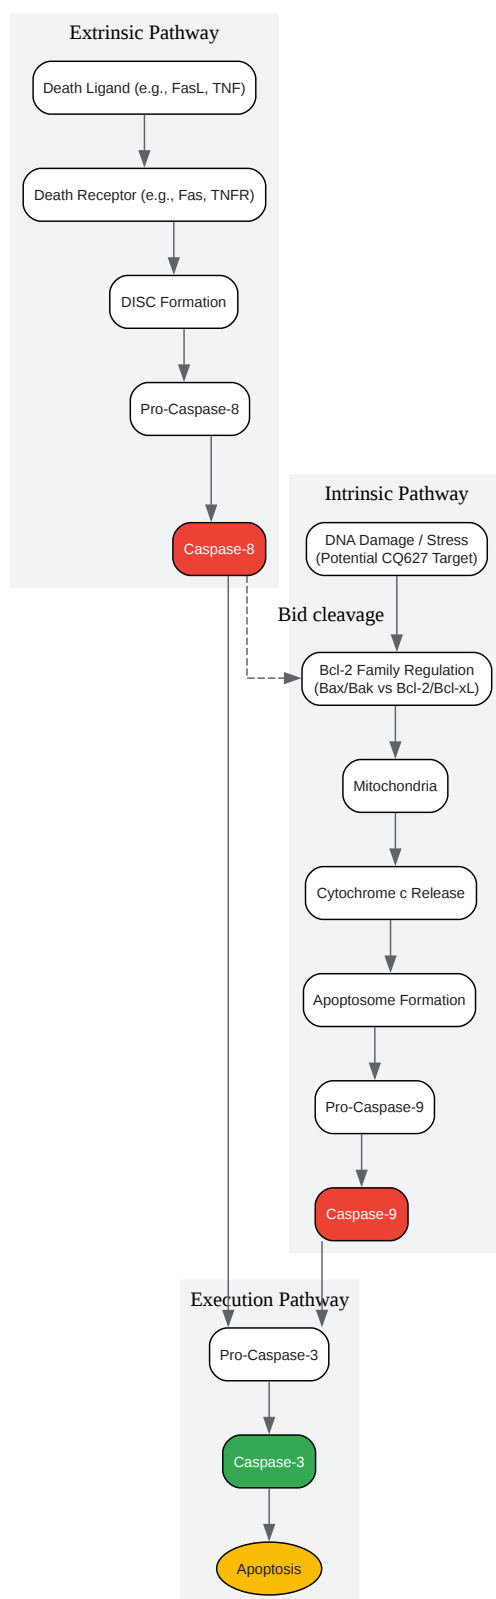 Extrinsic Pathway
Death Ligand (e.g., FasL, TNF)
Death Receptor (e.g., Fas, TNFR)
DISC Formation
Pro-Caspase-8
Caspase-8
Intrinsic Pathway
DNA Damage / Stress
(Potential CQ627 Target)
Bid cleavage
Bcl-2 Family Regulation
(Bax/Bak vs Bcl-2/Bcl-xL)
Mitochondria
Cytochrome c Release
Apoptosome Formation
Pro-Caspase-9
Caspase-9
Execution Pathway
Pro-Caspase-3
Caspase-3
Apoptosis